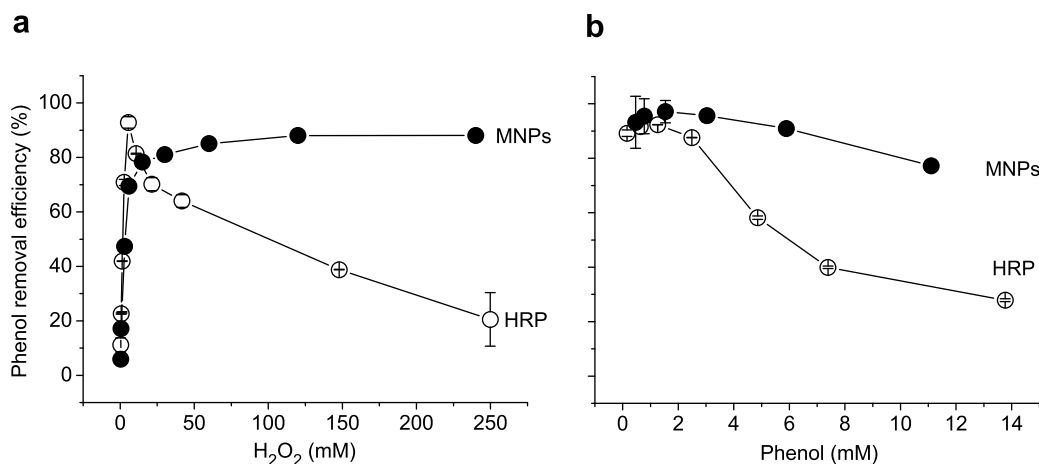 a
b
Phenol removal efficiency (%)
100
80
60
40
20
0
MNPs
HRP
0 50 100 150 200 250
H₂O₂ (mM)
MNPs
HRP
0 2 4 6 8 10 12 14
Phenol (mM)